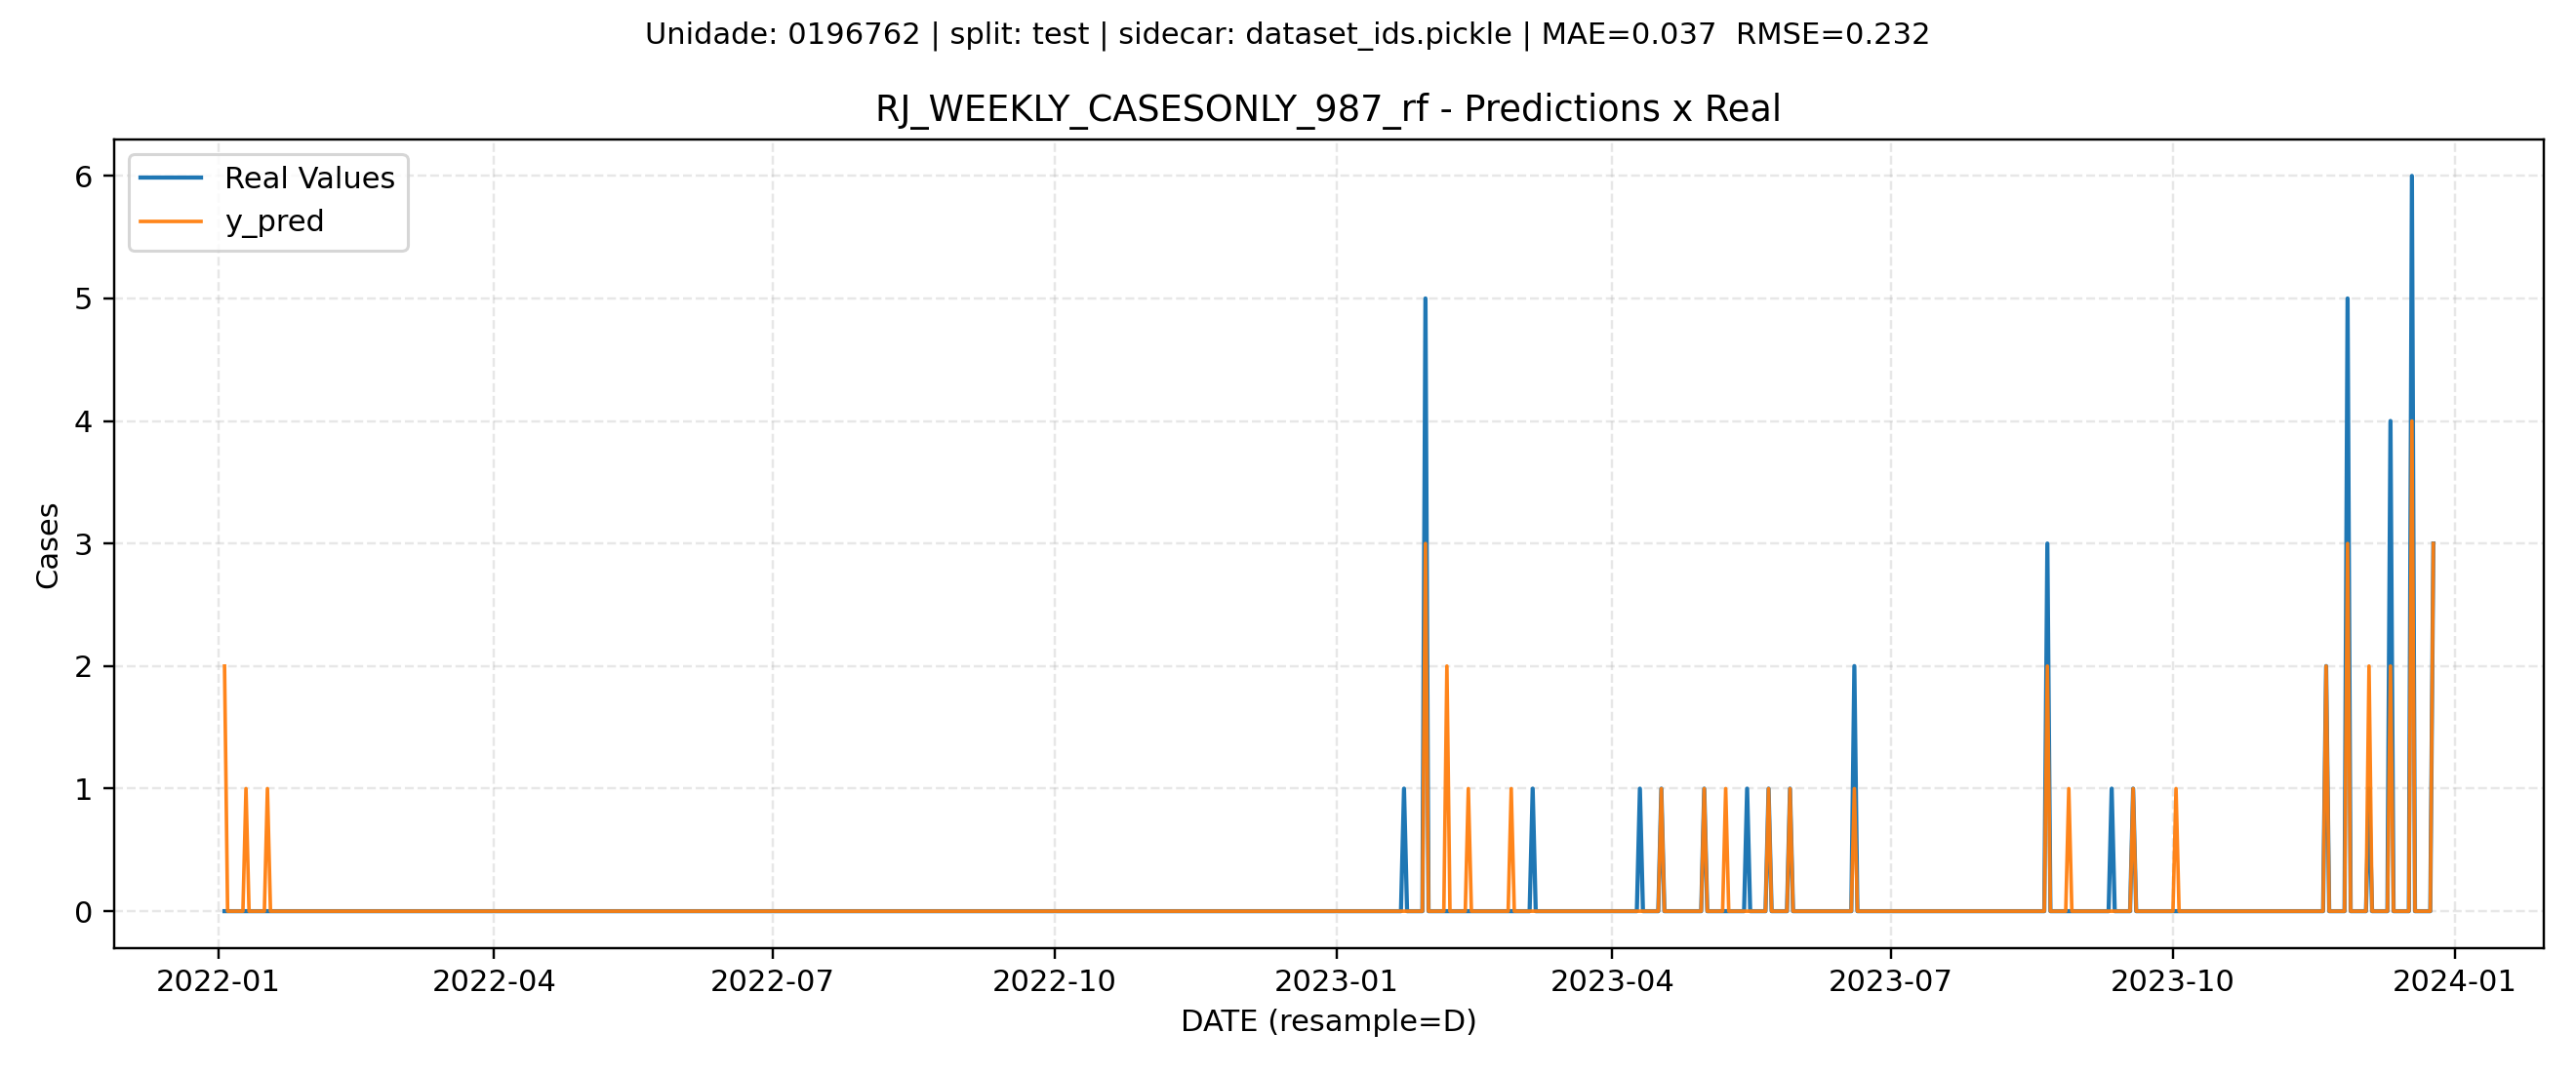 Unidade: 0196762 | split: test | sidecar: dataset_ids.pickle | MAE=0.037  RMSE=0.232
RJ_WEEKLY_CASESONLY_987_rf - Predictions x Real
Real Values
y_pred
6
5
4
3
2
1
0
Cases
2022-01
2022-04
2022-07
2022-10
2023-01
2023-04
2023-07
2023-10
2024-01
DATE (resample=D)